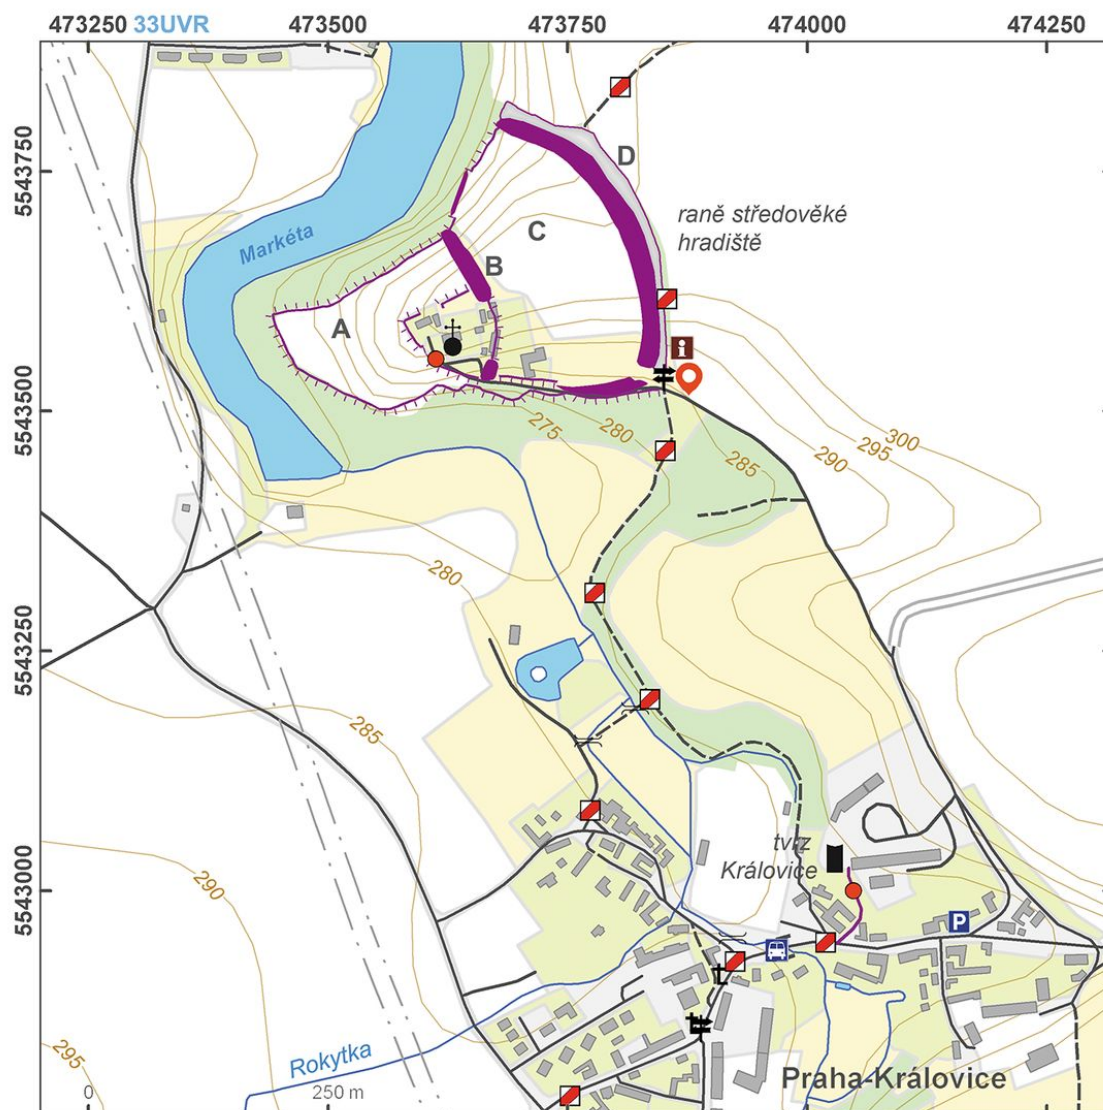 473250 33UVR
473500
473750
474000
474250
5543750
5543500
5543250
5543000
Markéta
A
B
C
D
raně středověké
hradiště
i
275
280
285
290
295
300
280
285
290
295
tvrz
Královice
P
Rokytka
Praha-Královice
0
250 m